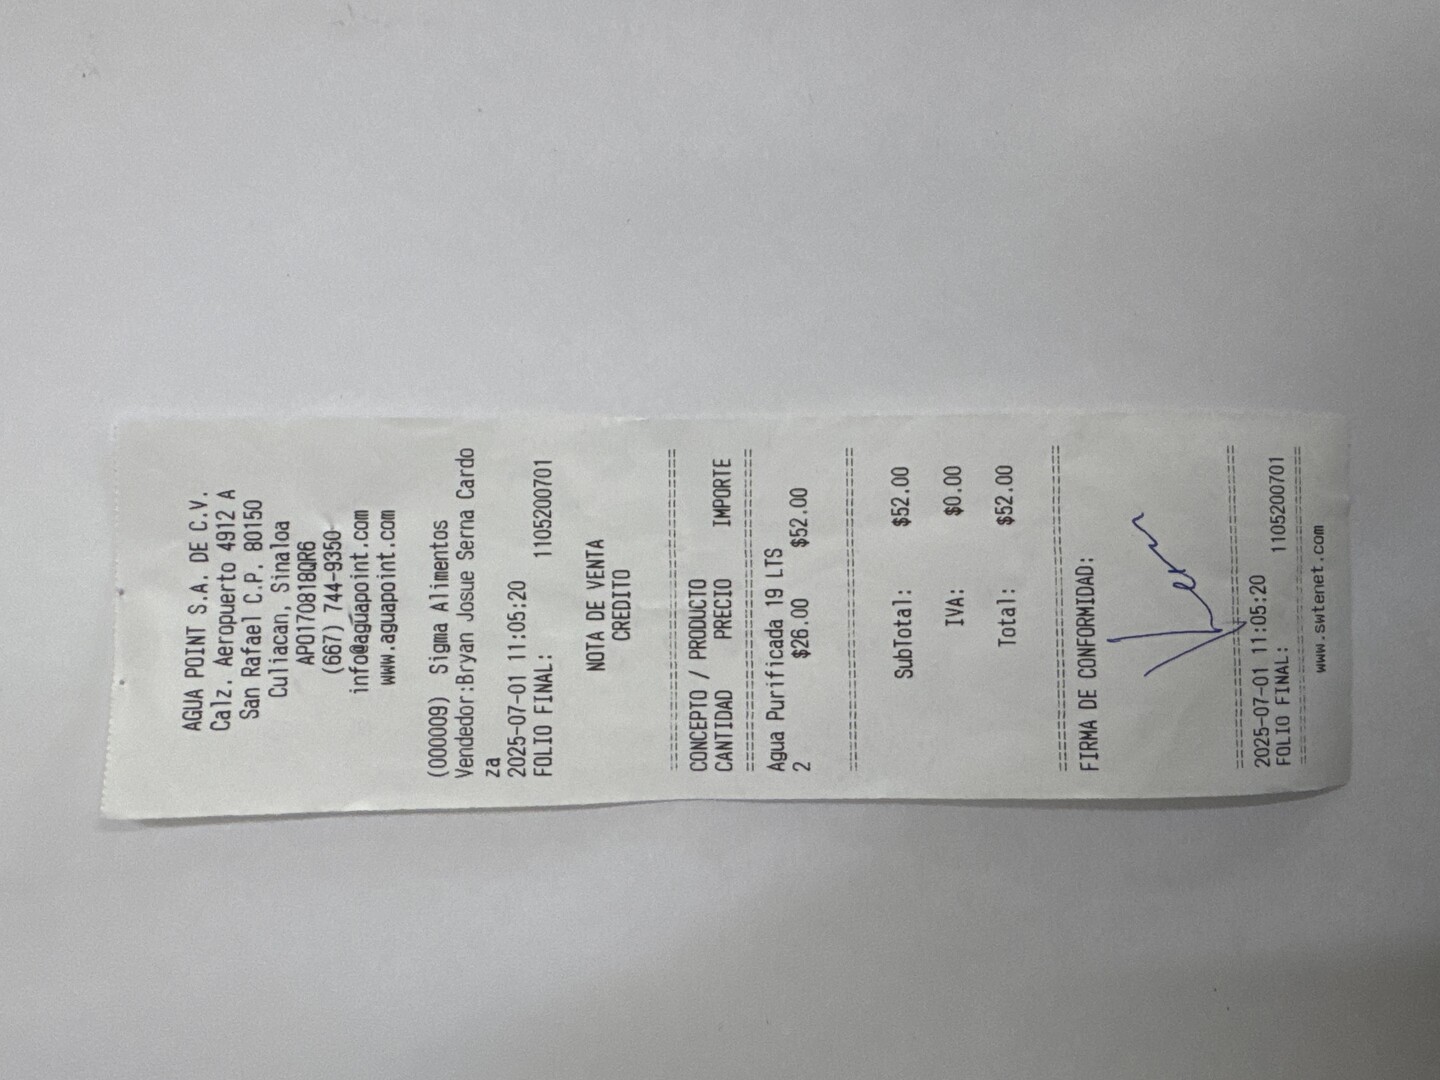 AGUA POINT S.A. DE C.V.
Calz. Aeropuerto 4912 A
San Rafael C.P. 80150
Culiacan, Sinaloa
APO170818QR6
(667) 744-9350
info@aguapoint.com
www.aguapoint.com
(000009) Sigma Alimentos
Vendedor:Bryan Josue Serna Cardo
za
2025-07-01 11:05:20
FOLIO FINAL: 1105200701
NOTA DE VENTA
CREDITO
================================
CONCEPTO / PRODUCTO
CANTIDAD PRECIO IMPORTE
================================
Agua Purificada 19 LTS
2 $26.00 $52.00
================================
SubTotal: $52.00
IVA: $0.00
Total: $52.00
================================
FIRMA DE CONFORMIDAD:
================================
2025-07-01 11:05:20
FOLIO FINAL: 1105200701
================================
www.swtenet.com